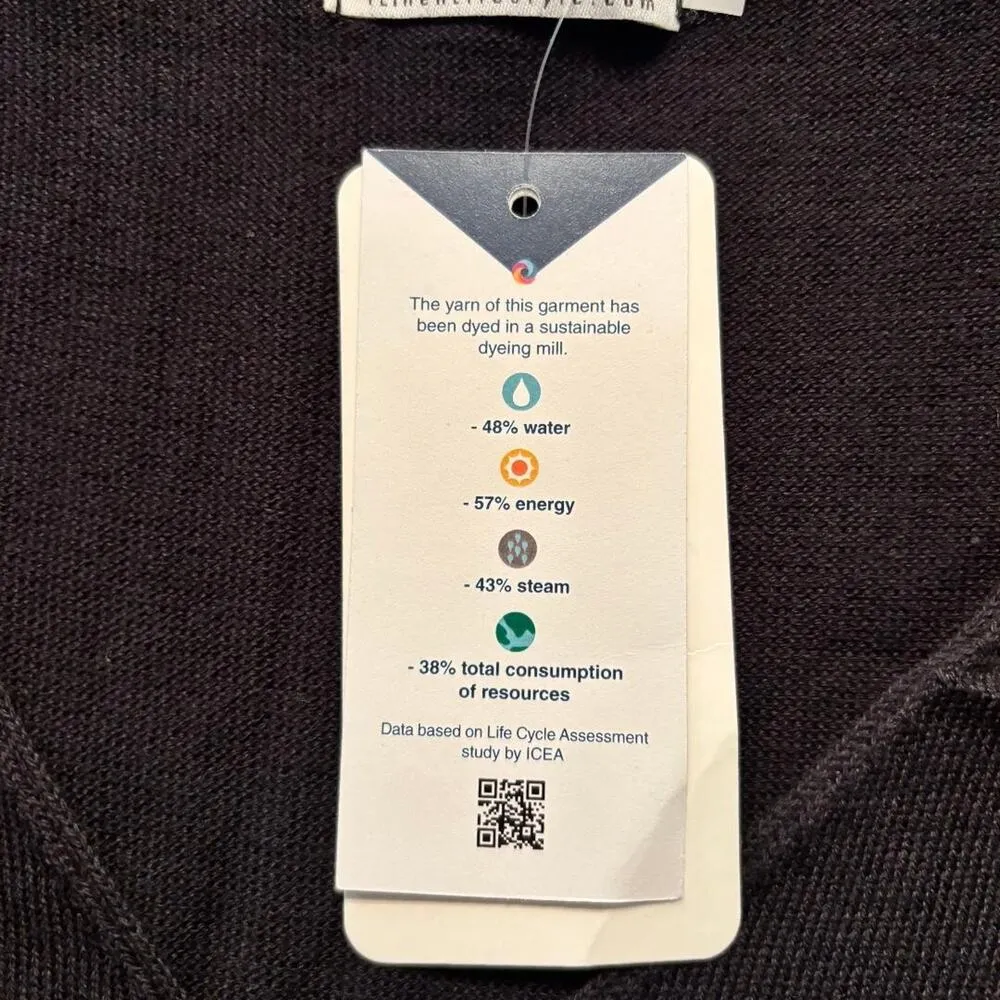 The yarn of this garment has
been dyed in a sustainable
dyeing mill.
- 48% water
- 57% energy
- 43% steam
- 38% total consumption
of resources
Data based on Life Cycle Assessment
study by ICEA